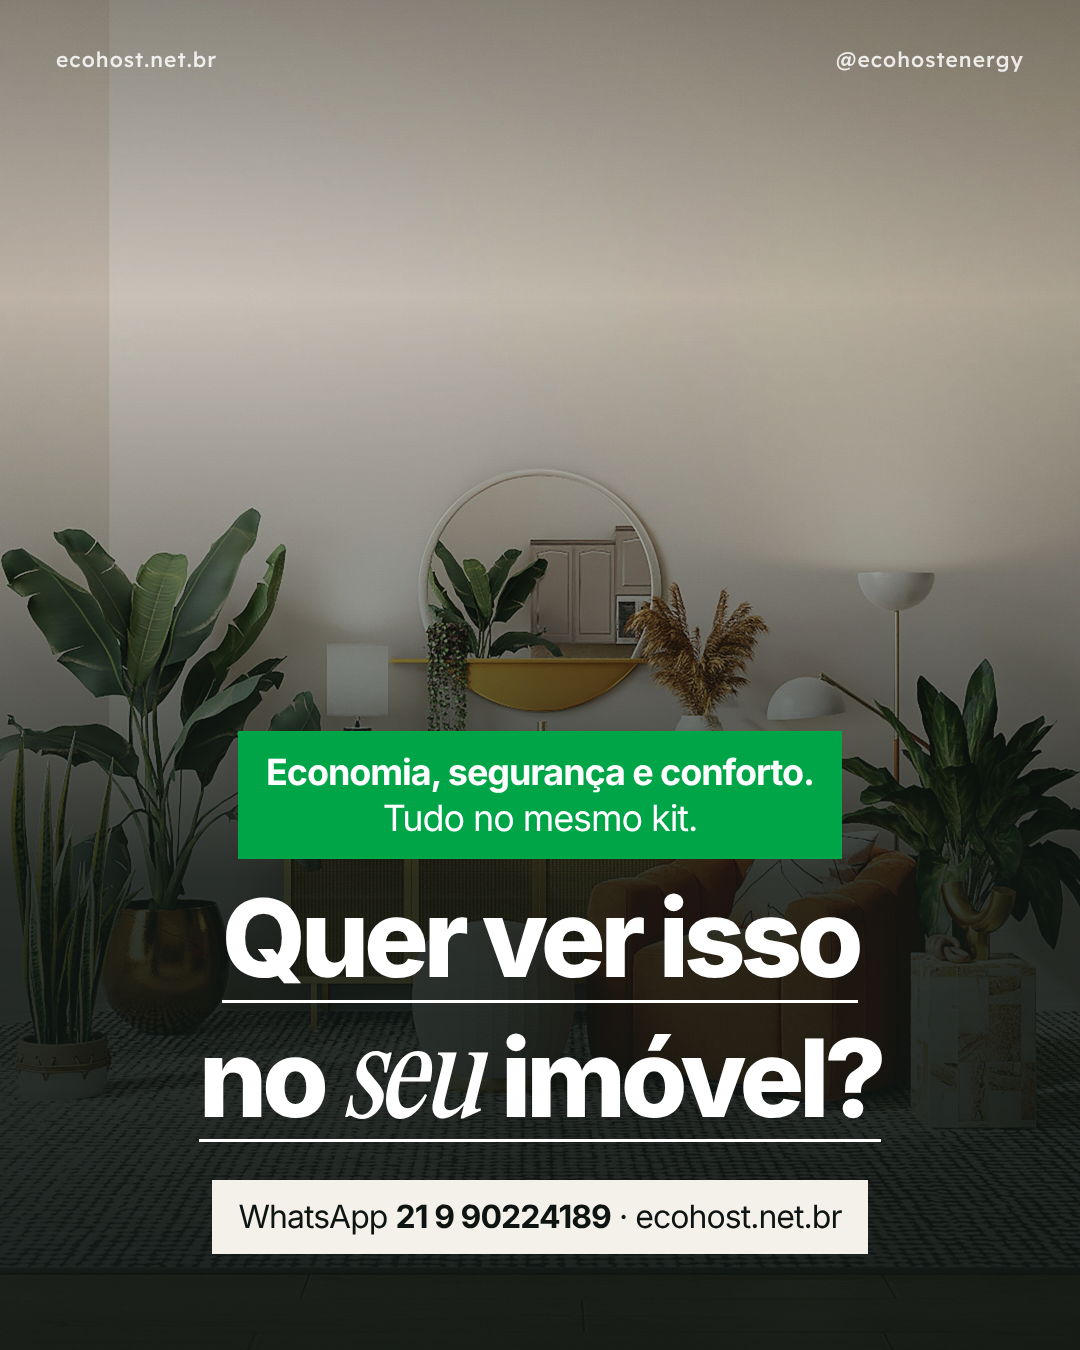 ecohost.net.br
@ecohostenergy
Economia, segurança e conforto.
Tudo no mesmo kit.
Quer ver isso
no seu imóvel?
WhatsApp 21 9 90224189 · ecohost.net.br